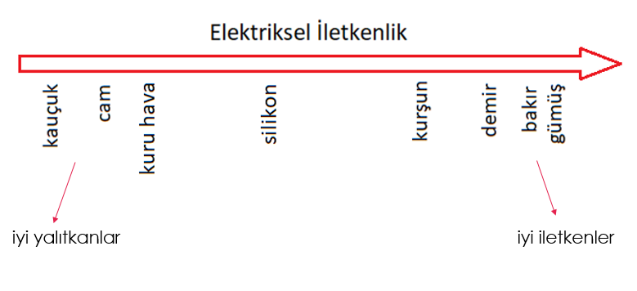 Elektriksel İletkenlik
kauçuk
cam
kuru hava
silikon
kurşun
demir
bakır
gümüş
iyi yalıtkanlar
iyi iletkenler